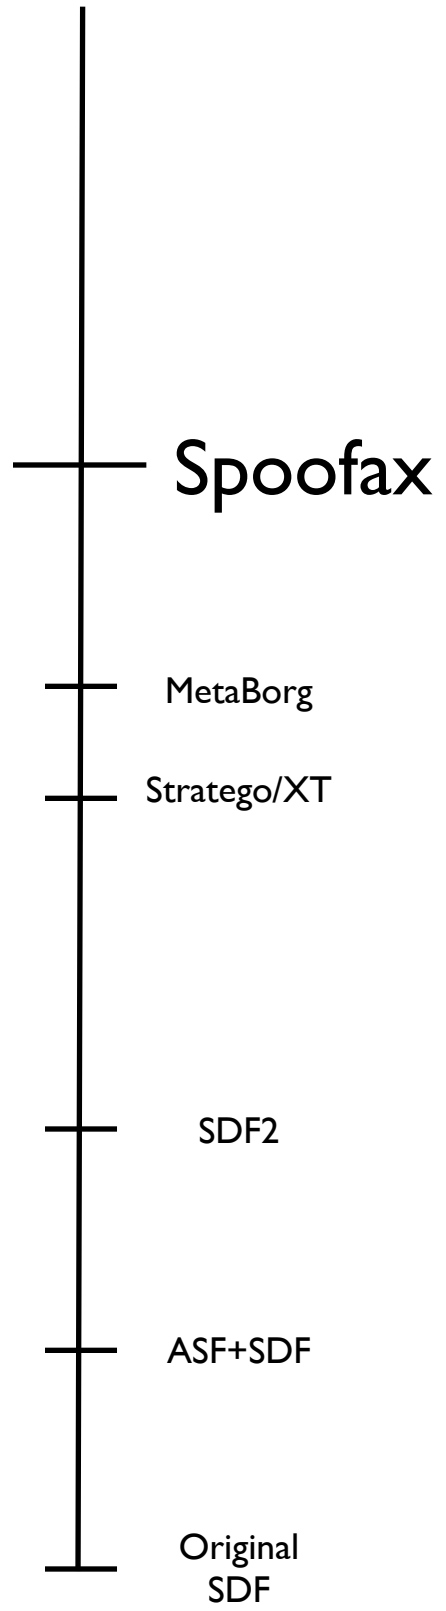 Spoofax
MetaBorg
Stratego/XT
SDF2
ASF+SDF
Original
SDF